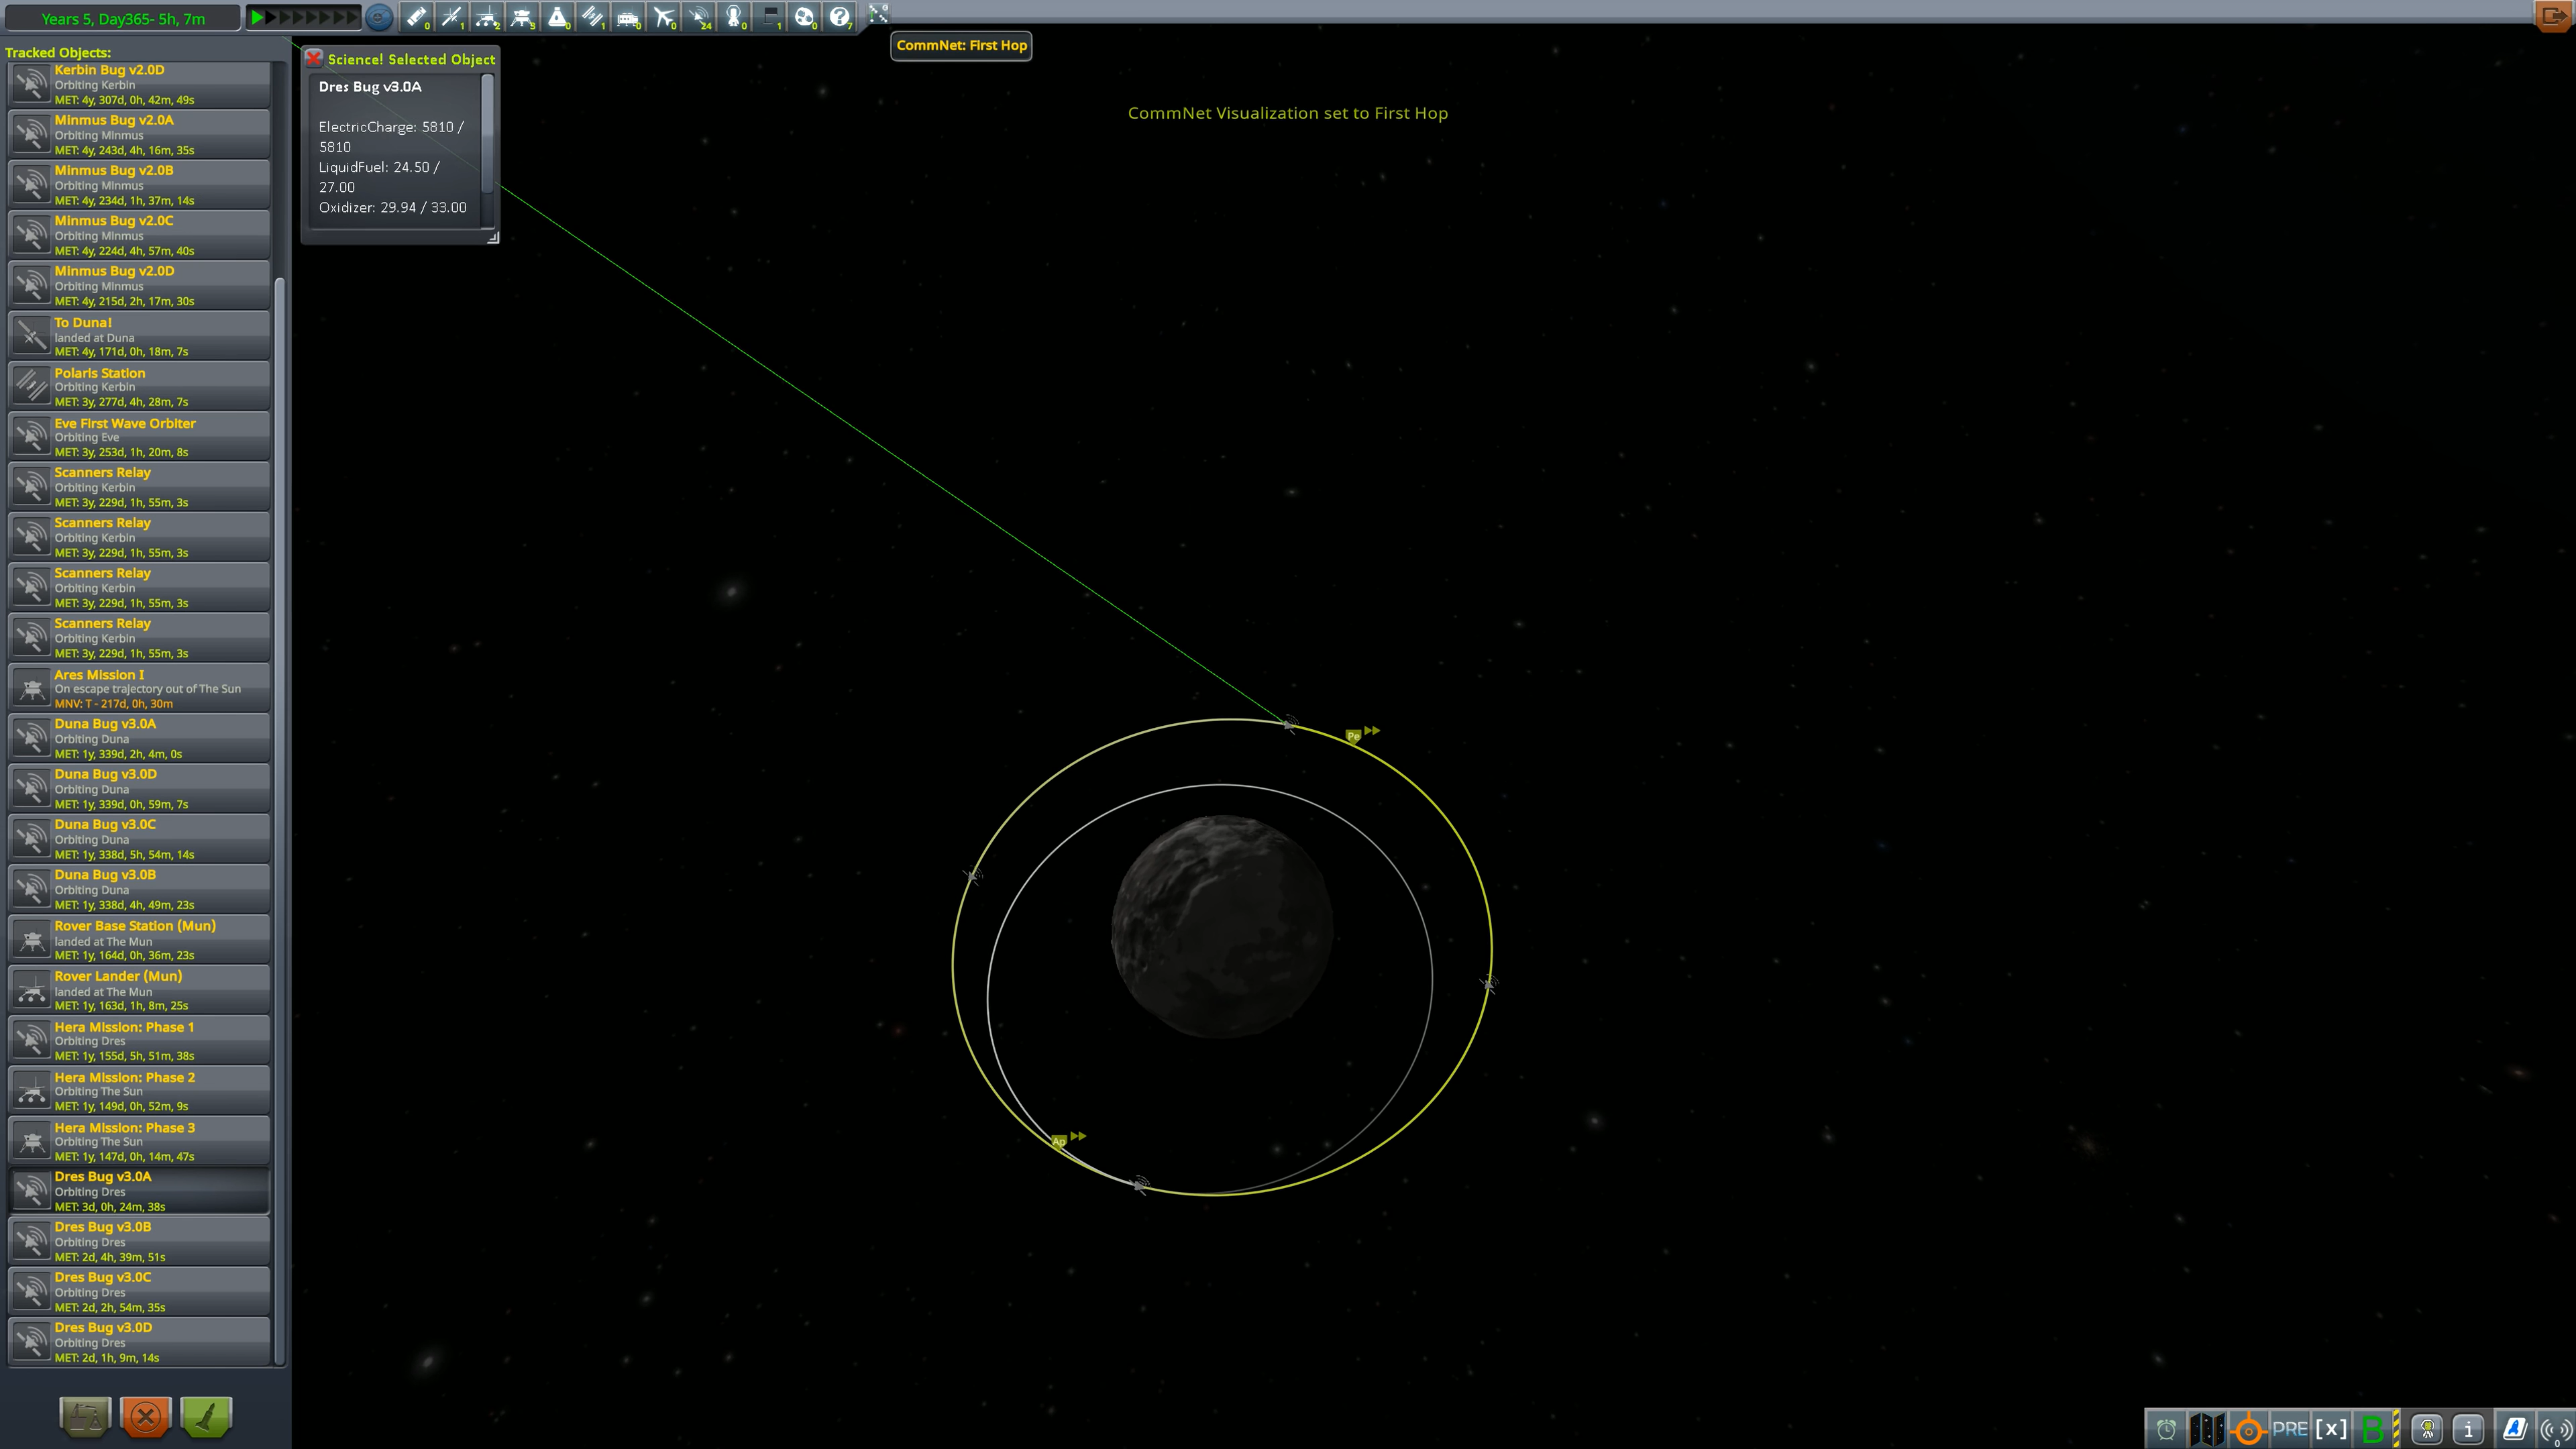 Years 5, Day365- 5h, 7m
0
1
2
3
0
1
0
0
24
0
1
0
7
Tracked Objects:
Kerbin Bug v2.0D
Orbiting Kerbin
MET: 4y, 307d, 0h, 42m, 49s
Minmus Bug v2.0A
Orbiting Minmus
MET: 4y, 243d, 4h, 16m, 35s
Minmus Bug v2.0B
Orbiting Minmus
MET: 4y, 234d, 1h, 37m, 14s
Minmus Bug v2.0C
Orbiting Minmus
MET: 4y, 224d, 4h, 57m, 40s
Minmus Bug v2.0D
Orbiting Minmus
MET: 4y, 215d, 2h, 17m, 30s
To Duna!
landed at Duna
MET: 4y, 171d, 0h, 18m, 7s
Polaris Station
Orbiting Kerbin
MET: 3y, 277d, 4h, 28m, 7s
Eve First Wave Orbiter
Orbiting Eve
MET: 3y, 253d, 1h, 20m, 8s
Scanners Relay
Orbiting Kerbin
MET: 3y, 229d, 1h, 55m, 3s
Scanners Relay
Orbiting Kerbin
MET: 3y, 229d, 1h, 55m, 3s
Scanners Relay
Orbiting Kerbin
MET: 3y, 229d, 1h, 55m, 3s
Scanners Relay
Orbiting Kerbin
MET: 3y, 229d, 1h, 55m, 3s
Ares Mission I
On escape trajectory out of The Sun
MNV: T - 217d, 0h, 30m
Duna Bug v3.0A
Orbiting Duna
MET: 1y, 339d, 2h, 4m, 0s
Duna Bug v3.0D
Orbiting Duna
MET: 1y, 339d, 0h, 59m, 7s
Duna Bug v3.0C
Orbiting Duna
MET: 1y, 338d, 5h, 54m, 14s
Duna Bug v3.0B
Orbiting Duna
MET: 1y, 338d, 4h, 49m, 23s
Rover Base Station (Mun)
landed at The Mun
MET: 1y, 164d, 0h, 36m, 23s
Rover Lander (Mun)
landed at The Mun
MET: 1y, 163d, 1h, 8m, 25s
Hera Mission: Phase 1
Orbiting Dres
MET: 1y, 155d, 5h, 51m, 38s
Hera Mission: Phase 2
Orbiting The Sun
MET: 1y, 149d, 0h, 52m, 9s
Hera Mission: Phase 3
Orbiting The Sun
MET: 1y, 147d, 0h, 14m, 47s
Dres Bug v3.0A
Orbiting Dres
MET: 3d, 0h, 24m, 38s
Dres Bug v3.0B
Orbiting Dres
MET: 2d, 4h, 39m, 51s
Dres Bug v3.0C
Orbiting Dres
MET: 2d, 2h, 54m, 35s
Dres Bug v3.0D
Orbiting Dres
MET: 2d, 1h, 9m, 14s
Science! Selected Object
Dres Bug v3.0A
ElectricCharge: 5810 /
5810
LiquidFuel: 24.50 /
27.00
Oxidizer: 29.94 / 33.00
CommNet: First Hop
CommNet Visualization set to First Hop
Pe
Ap
PRE
[x]
B
i
A
0